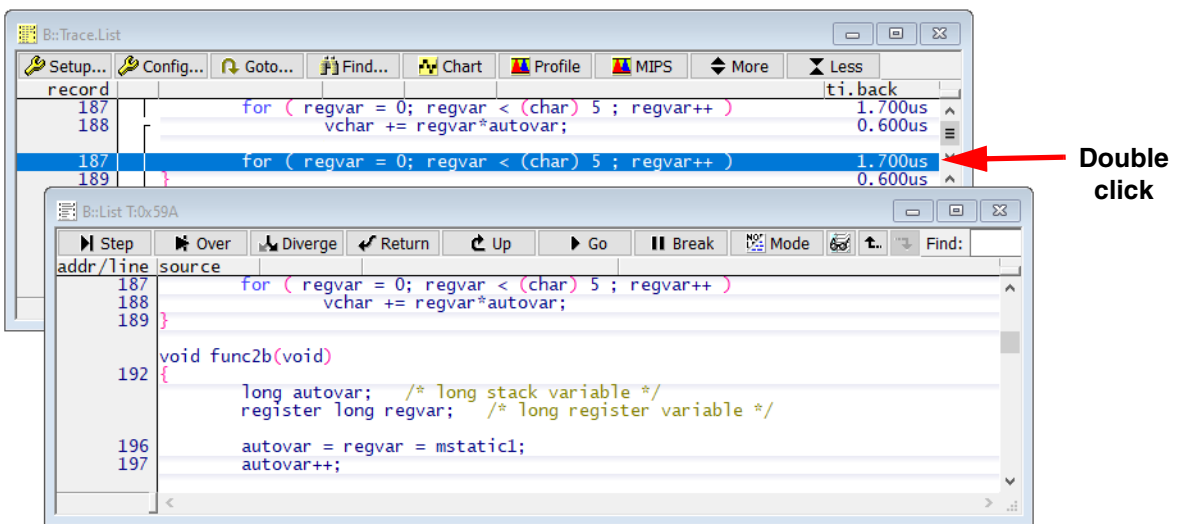 B::Trace.List
Setup... Config... Goto... Find... Chart Profile MIPS More Less
record ti.back
187 for ( regvar = 0; regvar < (char) 5 ; regvar++ ) 1.700us
188 vchar += regvar*autovar; 0.600us
187 for ( regvar = 0; regvar < (char) 5 ; regvar++ ) 1.700us
189 } 0.600us
Double
click
B::List T:0x59A
Step Over Diverge Return Up Go Break Mode t.. Find:
addr/line source
187 for ( regvar = 0; regvar < (char) 5 ; regvar++ )
188 vchar += regvar*autovar;
189 }
void func2b(void)
192 {
long autovar; /* long stack variable */
register long regvar; /* long register variable */
196 autovar = regvar = mstatic1;
197 autovar++;